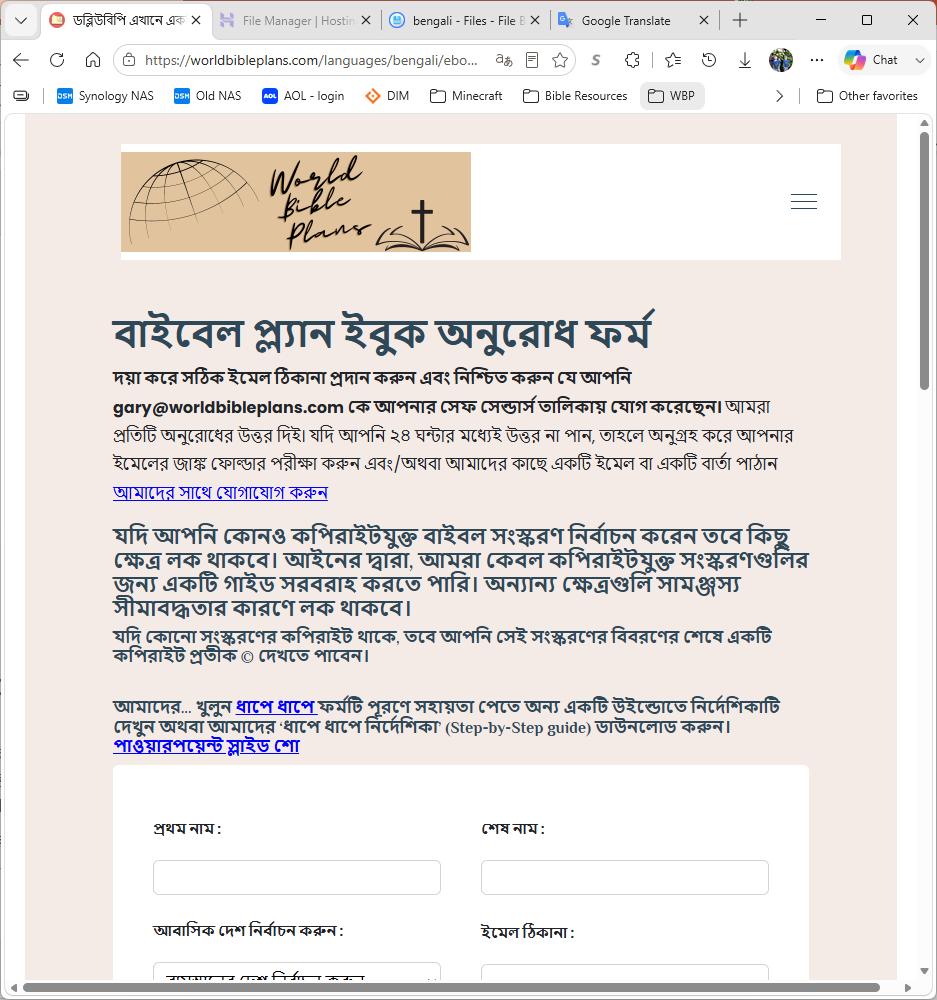 ডব্লিউবিপি এখানে এক
File Manager | Hostin
bengali - Files - File B
Google Translate
https://worldbibleplans.com/languages/bengali/ebo...
Chat
Synology NAS
Old NAS
AOL - login
DIM
Minecraft
Bible Resources
WBP
Other favorites
World
Bible
Plans
বাইবেল প্ল্যান ইবুক অনুরোধ ফর্ম
দয়া করে সঠিক ইমেল ঠিকানা প্রদান করুন এবং নিশ্চিত করুন যে আপনি
gary@worldbibleplans.com কে আপনার সেফ সেন্ডার্স তালিকায় যোগ করেছেন। আমরা
প্রতিটি অনুরোধের উত্তর দিই। যদি আপনি ২৪ ঘন্টার মধ্যেই উত্তর না পান, তাহলে অনুগ্রহ করে আপনার
ইমেলের জাঙ্ক ফোল্ডার পরীক্ষা করুন এবং/অথবা আমাদের কাছে একটি ইমেল বা একটি বার্তা পাঠান
আমাদের সাথে যোগাযোগ করুন
যদি আপনি কোনও কপিরাইটযুক্ত বাইবল সংস্করণ নির্বাচন করেন তবে কিছু
ক্ষেত্র লক থাকবে। আইনের দ্বারা, আমরা কেবল কপিরাইটযুক্ত সংস্করণগুলির
জন্য একটি গাইড সরবরাহ করতে পারি। অন্যান্য ক্ষেত্রগুলি সামঞ্জস্য
সীমাবদ্ধতার কারণে লক থাকবে।
যদি কোনো সংস্করণের কপিরাইট থাকে, তবে আপনি সেই সংস্করণের বিবরণের শেষে একটি
কপিরাইট প্রতীক © দেখতে পাবেন।
আমাদের... খুলুন ধাপে ধাপে ফর্মটি পূরণে সহায়তা পেতে অন্য একটি উইন্ডোতে নির্দেশিকাটি
দেখুন অথবা আমাদের ‘ধাপে ধাপে নির্দেশিকা’ (Step-by-Step guide) ডাউনলোড করুন।
পাওয়ারপয়েন্ট স্লাইড শো
প্রথম নাম :
শেষ নাম :
আবাসিক দেশ নির্বাচন করুন :
ইমেল ঠিকানা :